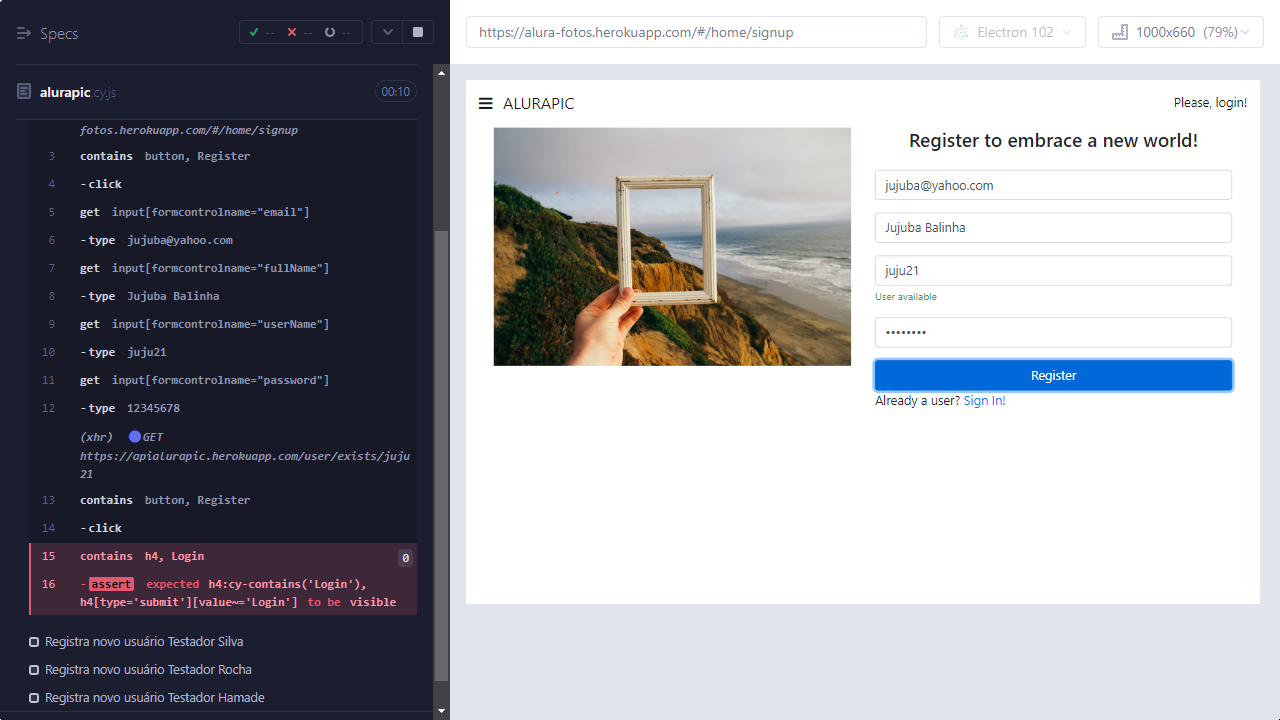 Specs
--
--
--
https://alura-fotos.herokuapp.com/#/home/signup
Electron 102
1000x660 (79%)
alurapic.cy.js
00:10
fotos.herokuapp.com/#/home/signup
3 contains button, Register
4 -click
5 get input[formcontrolname="email"]
6 -type jujuba@yahoo.com
7 get input[formcontrolname="fullName"]
8 -type Jujuba Balinha
9 get input[formcontrolname="userName"]
10 -type juju21
11 get input[formcontrolname="password"]
12 -type 12345678
(xhr) GET
https://apialurapic.herokuapp.com/user/exists/juju
21
13 contains button, Register
14 -click
15 contains h4, Login 0
16 -assert expected h4:cy-contains('Login'),
h4[type='submit'][value~='Login'] to be visible
Registra novo usuário Testador Silva
Registra novo usuário Testador Rocha
Registra novo usuário Testador Hamade
ALURAPIC
Please, login!
Register to embrace a new world!
jujuba@yahoo.com
Jujuba Balinha
juju21
User available
••••••••
Register
Already a user? Sign In!